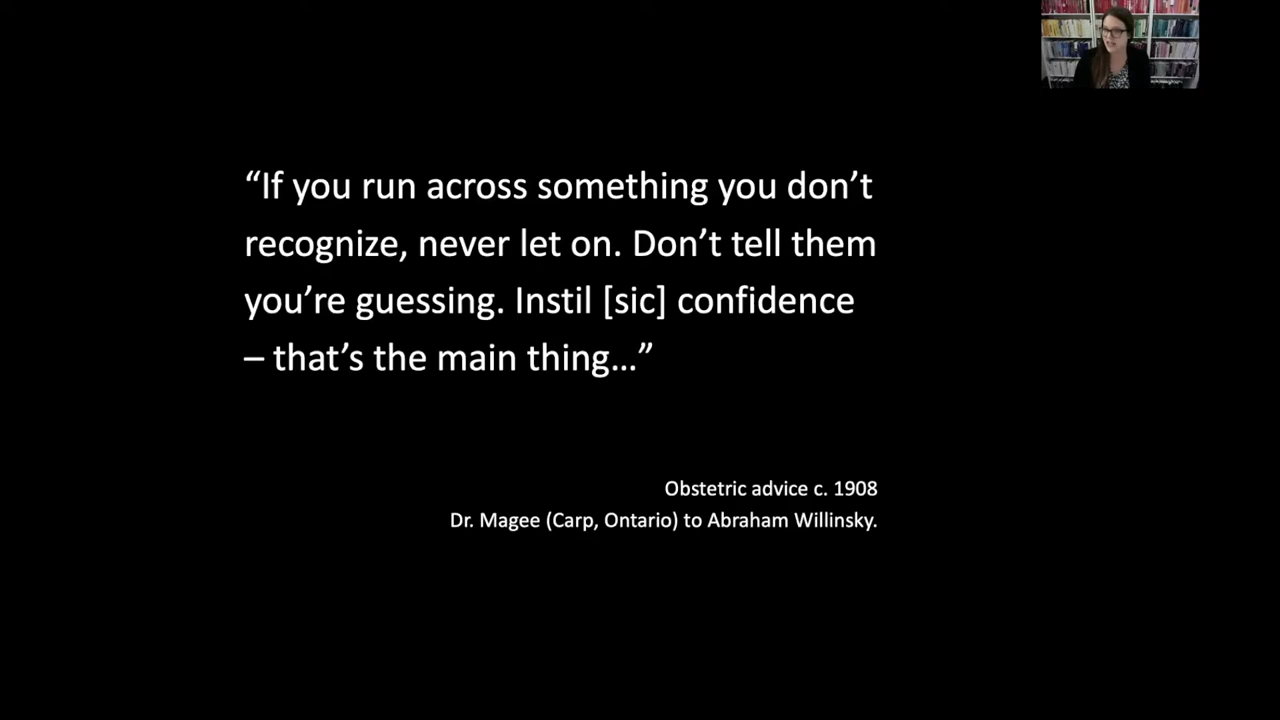 “If you run across something you don’t
recognize, never let on. Don’t tell them
you’re guessing. Instil [sic] confidence
– that’s the main thing…”
Obstetric advice c. 1908
Dr. Magee (Carp, Ontario) to Abraham Willinsky.